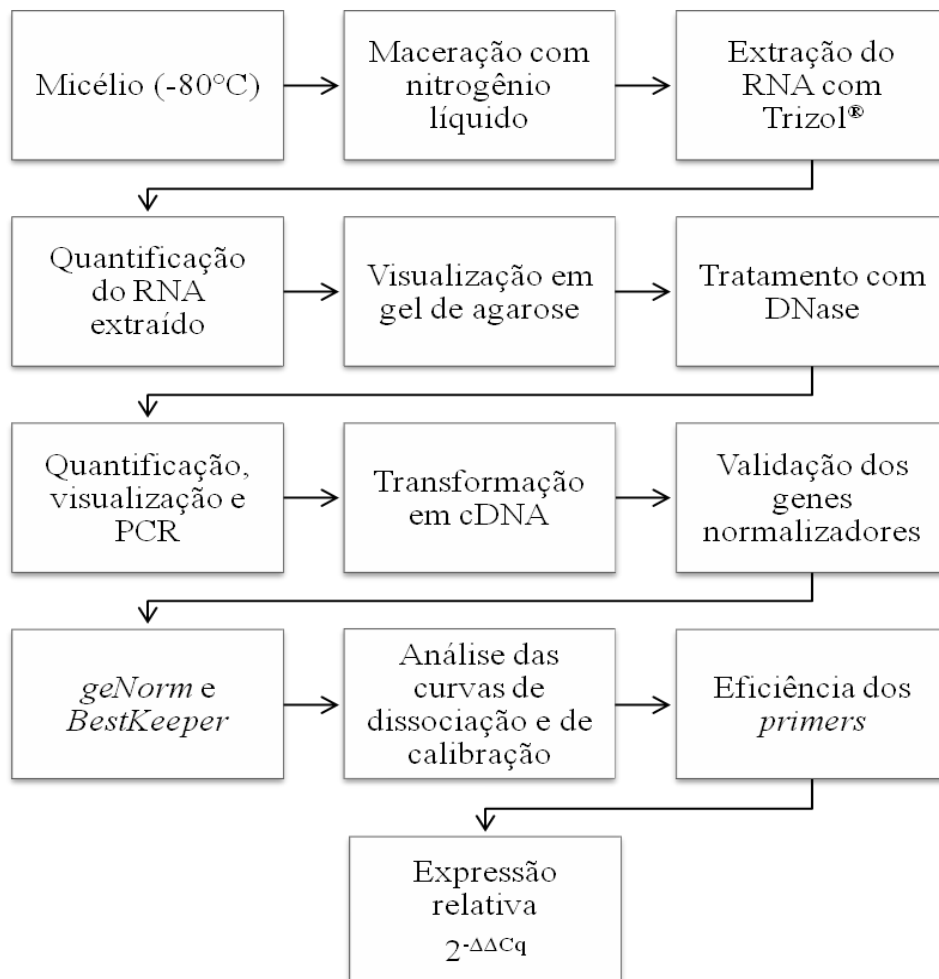 Micélio (-80°C)
Maceração com
nitrogênio
líquido
Extração do
RNA com
Trizol®
Quantificação
do RNA
extraído
Visualização em
gel de agarose
Tratamento com
DNase
Quantificação,
visualização e
PCR
Transformação
em cDNA
Validação dos
genes
normalizadores
geNorm e
BestKeeper
Análise das
curvas de
dissociação e de
calibração
Eficiência dos
primers
Expressão
relativa
2-ΔΔCq